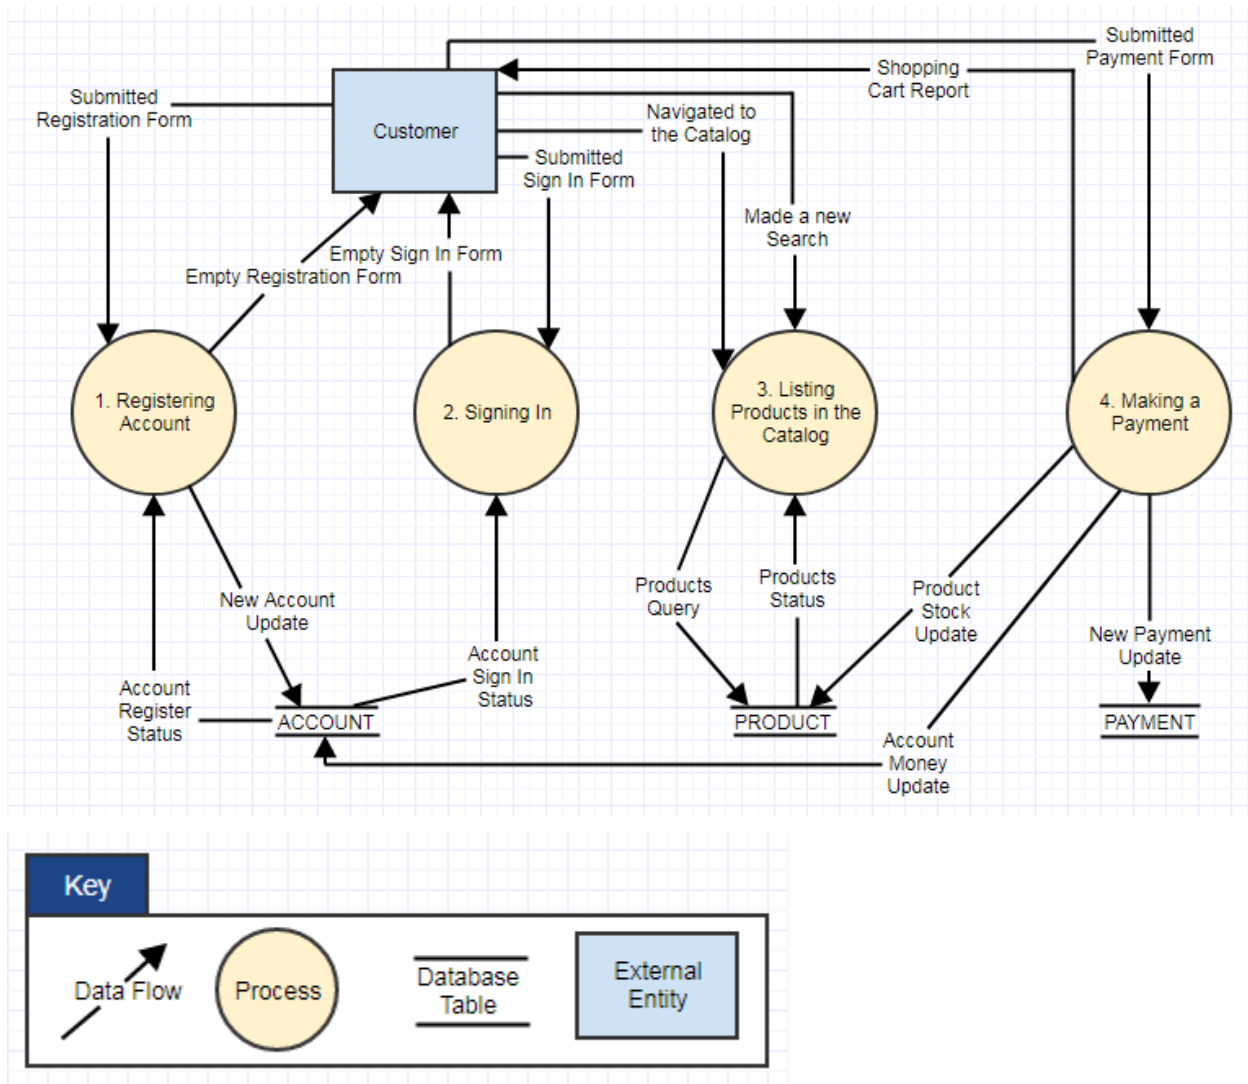 Submitted
Payment Form
Shopping
Cart Report
Submitted
Registration Form
Navigated to
the Catalog
Customer
Submitted
Sign In Form
Made a new
Search
Empty Sign In Form
Empty Registration Form
1. Registering
Account
2. Signing In
3. Listing
Products in the
Catalog
4. Making a
Payment
New Account
Update
Products
Query
Products
Status
Product
Stock
Update
New Payment
Update
Account
Sign In
Status
Account
Register
Status
ACCOUNT
PRODUCT
PAYMENT
Account
Money
Update
Key
Data Flow
Process
Database
Table
External
Entity